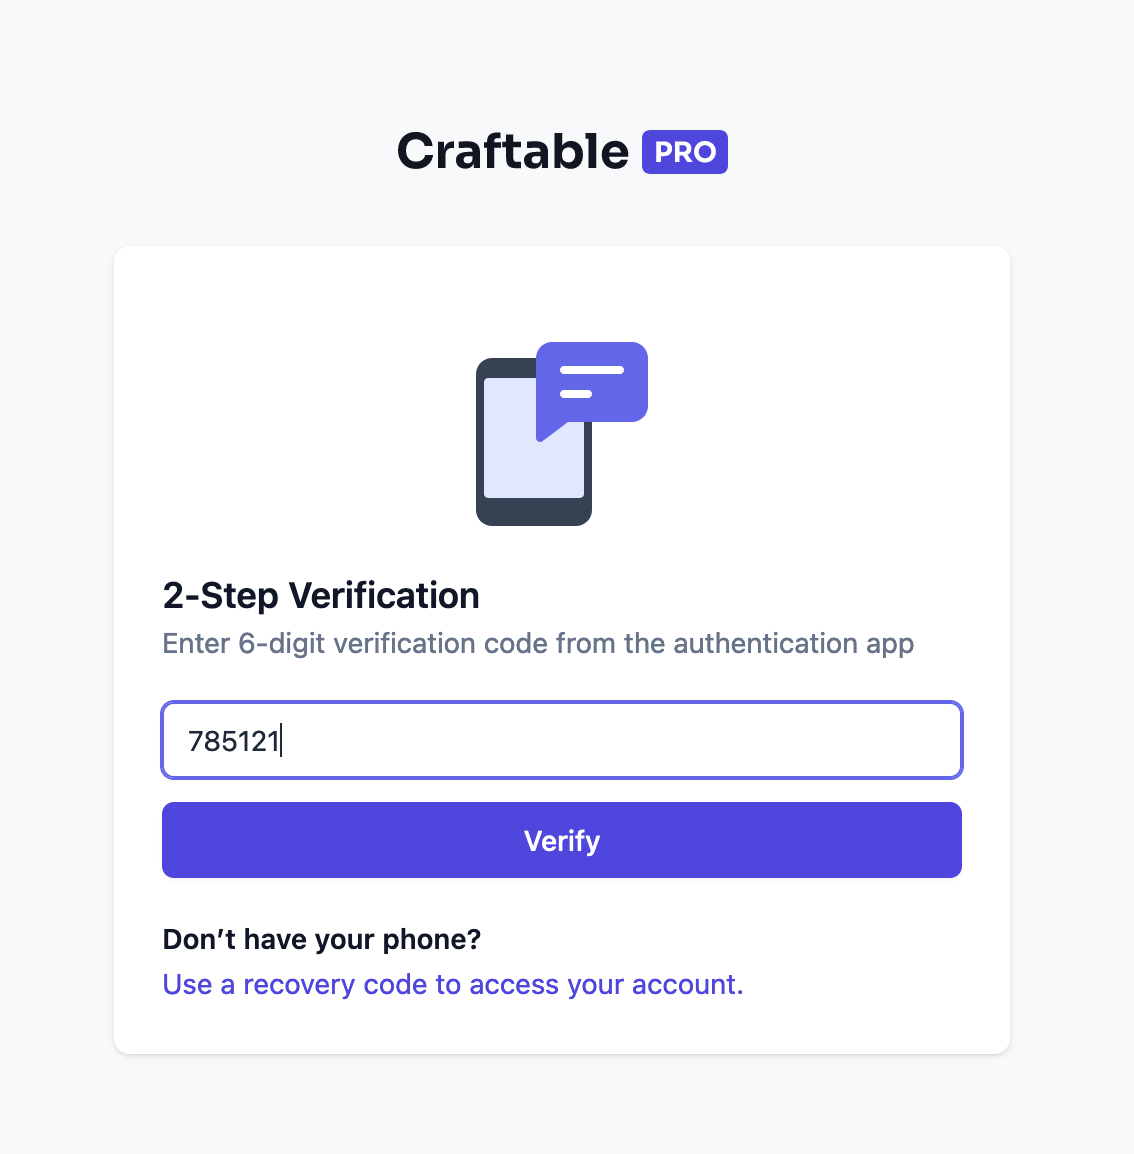 Craftable PRO
2-Step Verification
Enter 6-digit verification code from the authentication app
785121
Verify
Don’t have your phone?
Use a recovery code to access your account.